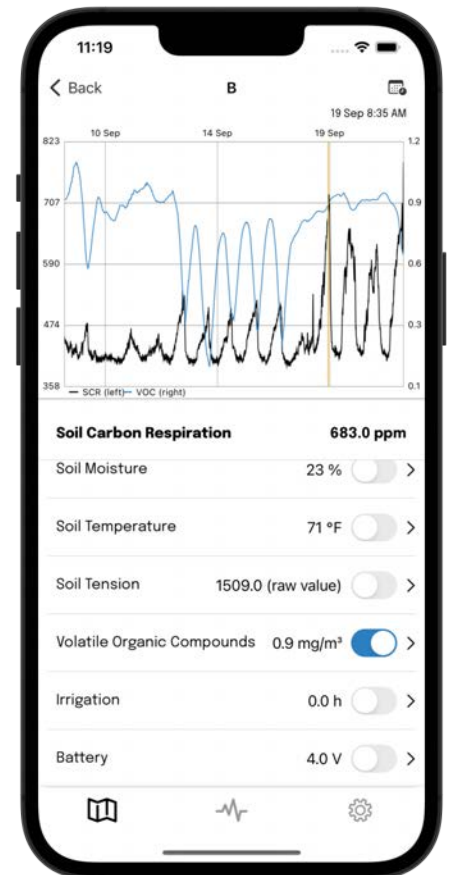 11:19
Back B
19 Sep 8:35 AM
10 Sep 14 Sep 19 Sep
823 1.2
707 0.9
590 0.6
474 0.3
358 0.1
SCR (left) VOC (right)
Soil Carbon Respiration 683.0 ppm
Soil Moisture 23 %
Soil Temperature 71 °F
Soil Tension 1509.0 (raw value)
Volatile Organic Compounds 0.9 mg/m³
Irrigation 0.0 h
Battery 4.0 V